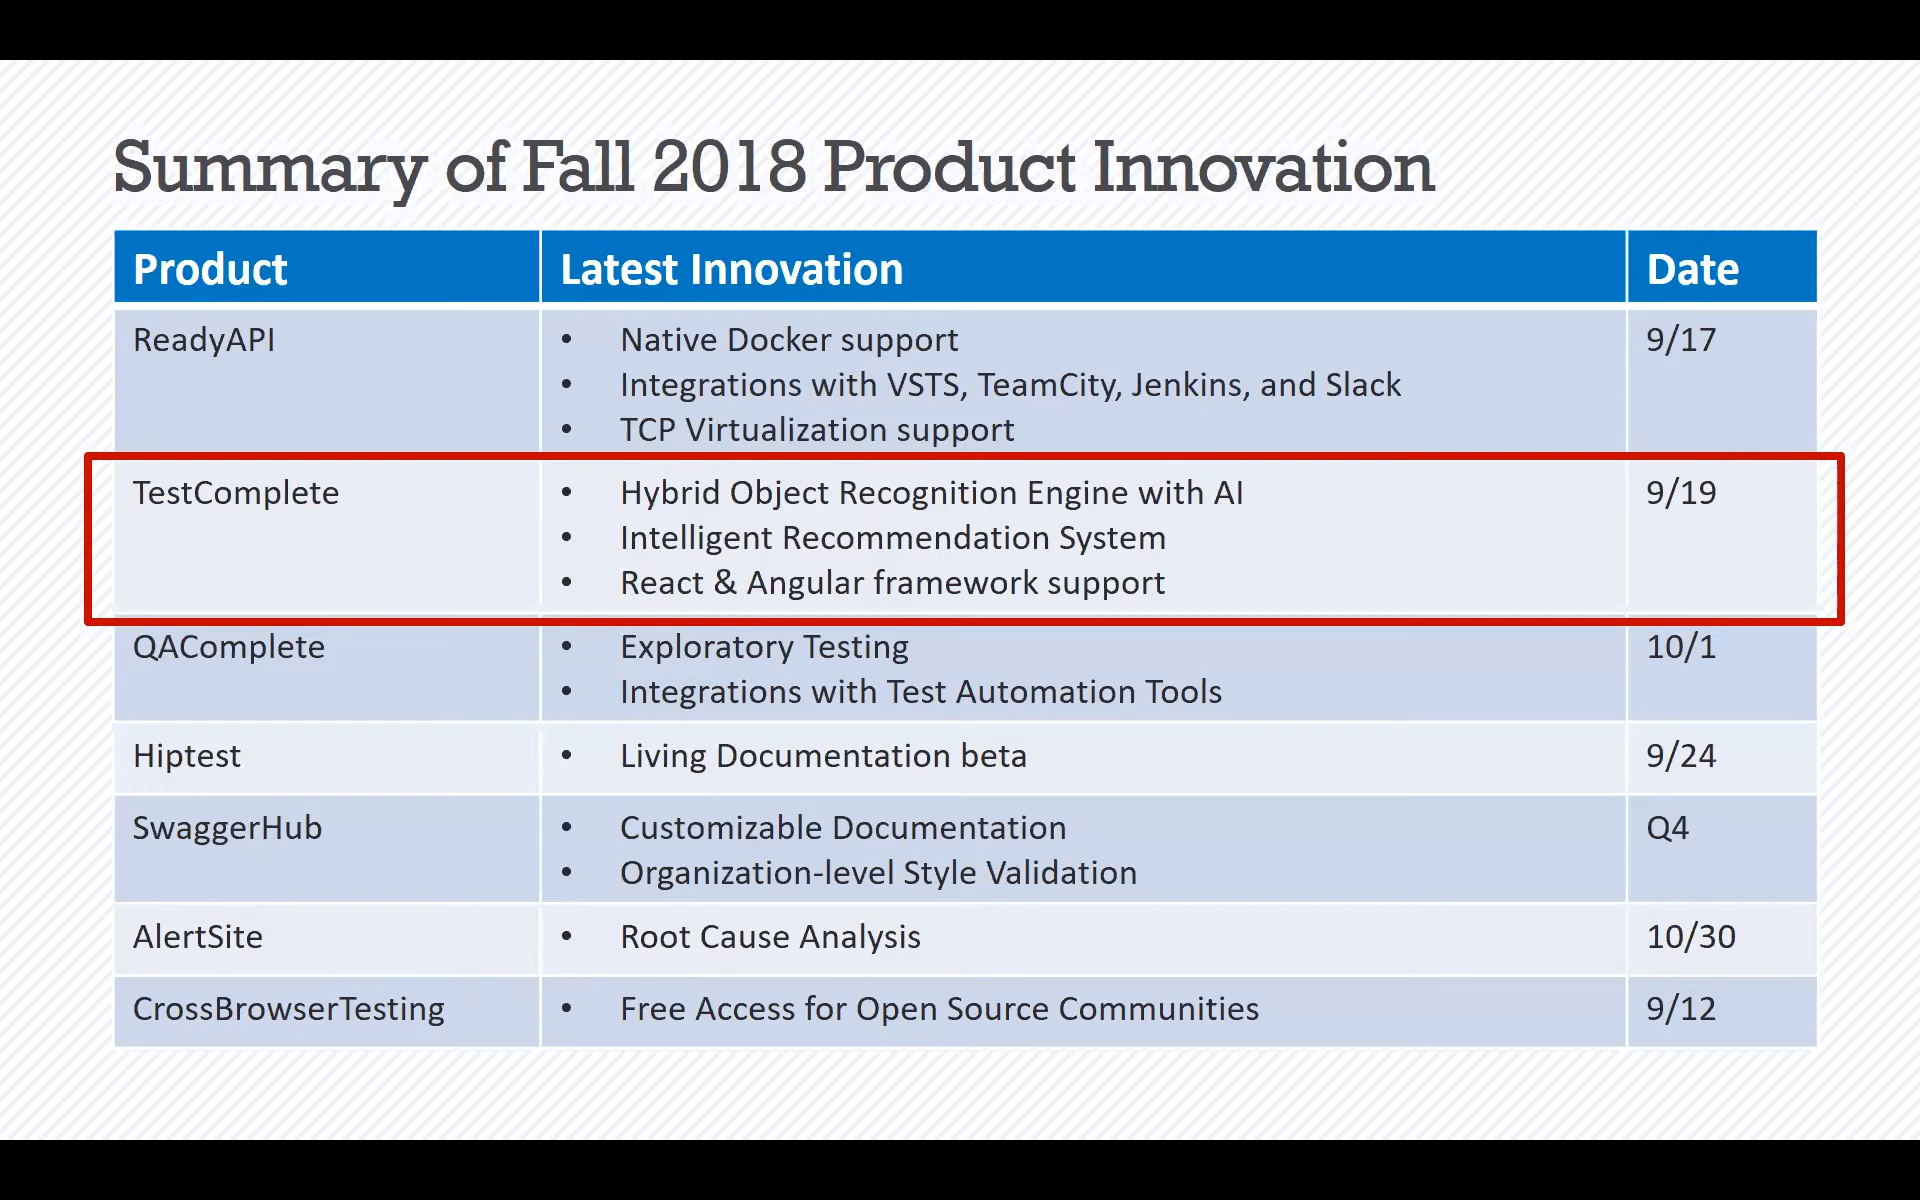 Summary of Fall 2018 Product Innovation
Product Latest Innovation Date
ReadyAPI • Native Docker support 9/17
• Integrations with VSTS, TeamCity, Jenkins, and Slack
• TCP Virtualization support
TestComplete • Hybrid Object Recognition Engine with AI 9/19
• Intelligent Recommendation System
• React & Angular framework support
QAComplete • Exploratory Testing 10/1
• Integrations with Test Automation Tools
Hiptest • Living Documentation beta 9/24
SwaggerHub • Customizable Documentation Q4
• Organization-level Style Validation
AlertSite • Root Cause Analysis 10/30
CrossBrowserTesting • Free Access for Open Source Communities 9/12